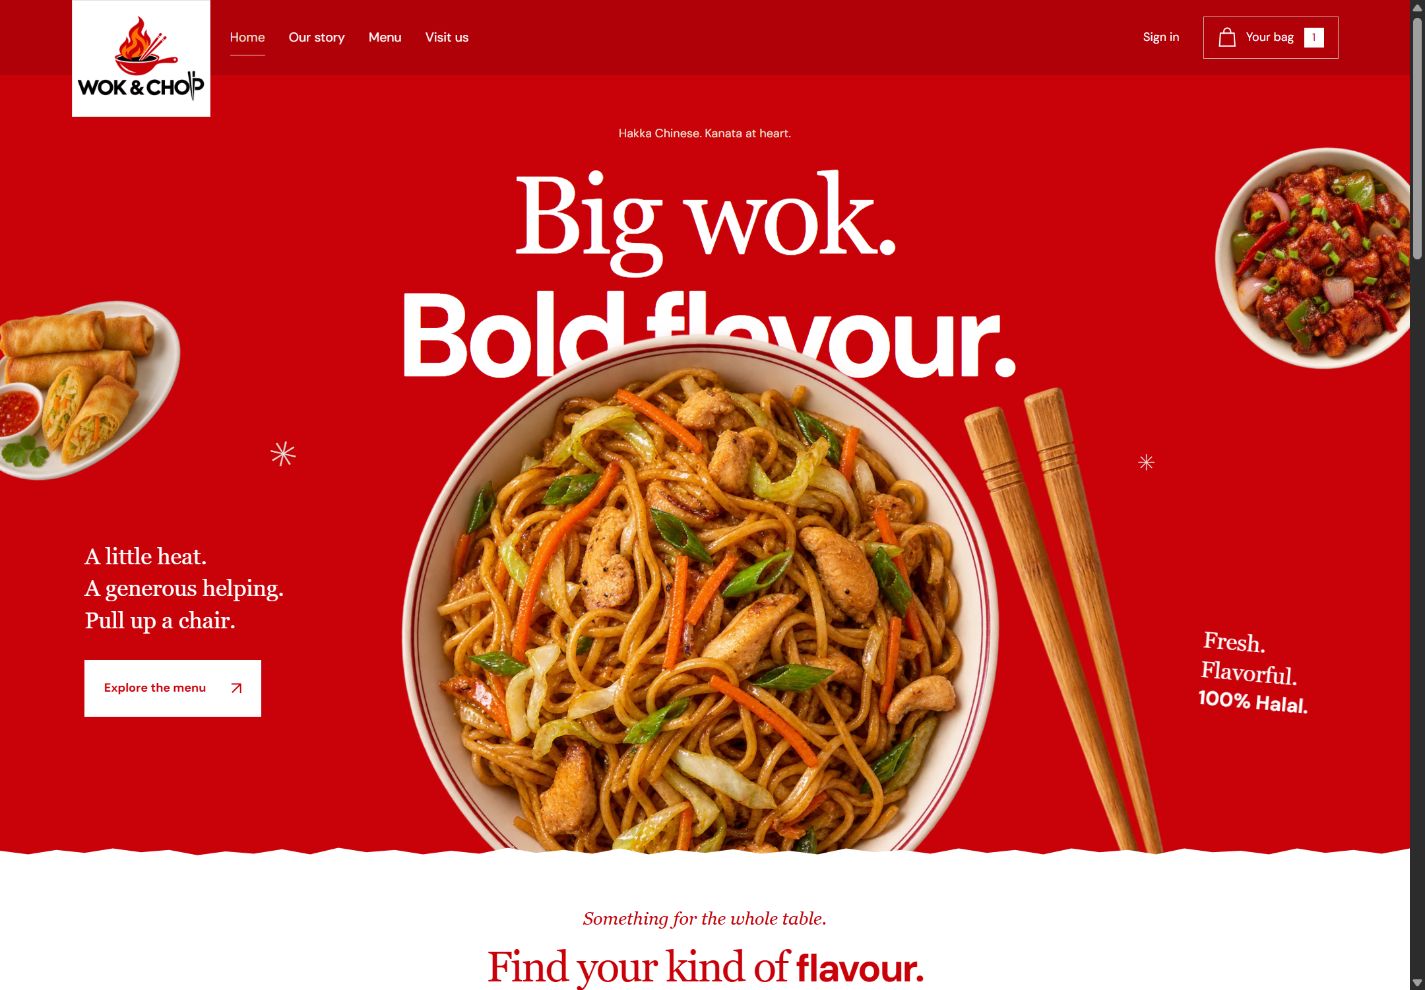 WOK & CHOP
Home
Our story
Menu
Visit us
Sign in
Your bag
1
Hakka Chinese. Kanata at heart.
Big wok.
Bold flavour.
A little heat.
A generous helping.
Pull up a chair.
Explore the menu
Fresh.
Flavorful.
100% Halal.
Something for the whole table.
Find your kind of flavour.